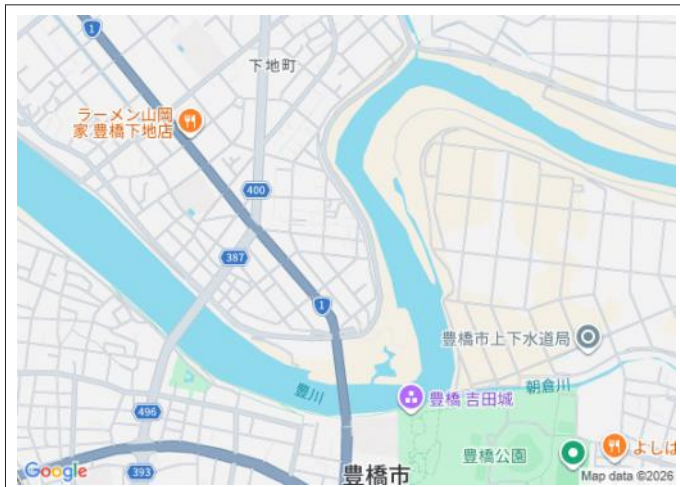 1
下地町
ラーメン山岡
家 豊橋下地店
400
387
1
豊橋市上下水道局
豊川
朝倉川
豊橋 吉田城
496
豊橋公園
よしは
393
豊橋市
Google
Map data ©2026